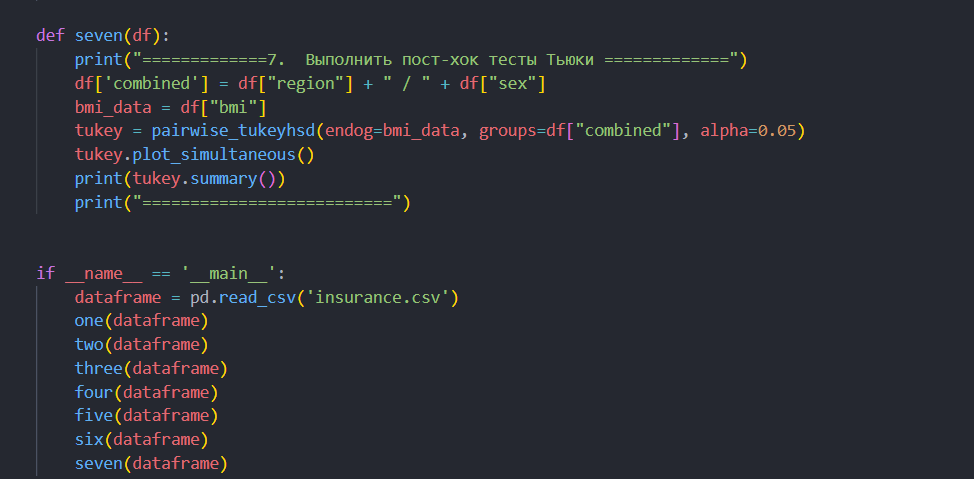 def seven(df):
    print("=============7.  Выполнить пост-хок тесты Тьюки =============")
    df['combined'] = df["region"] + " / " + df["sex"]
    bmi_data = df["bmi"]
    tukey = pairwise_tukeyhsd(endog=bmi_data, groups=df["combined"], alpha=0.05)
    tukey.plot_simultaneous()
    print(tukey.summary())
    print("==========================")
if __name__ == '__main__':
    dataframe = pd.read_csv('insurance.csv')
    one(dataframe)
    two(dataframe)
    three(dataframe)
    four(dataframe)
    five(dataframe)
    six(dataframe)
    seven(dataframe)